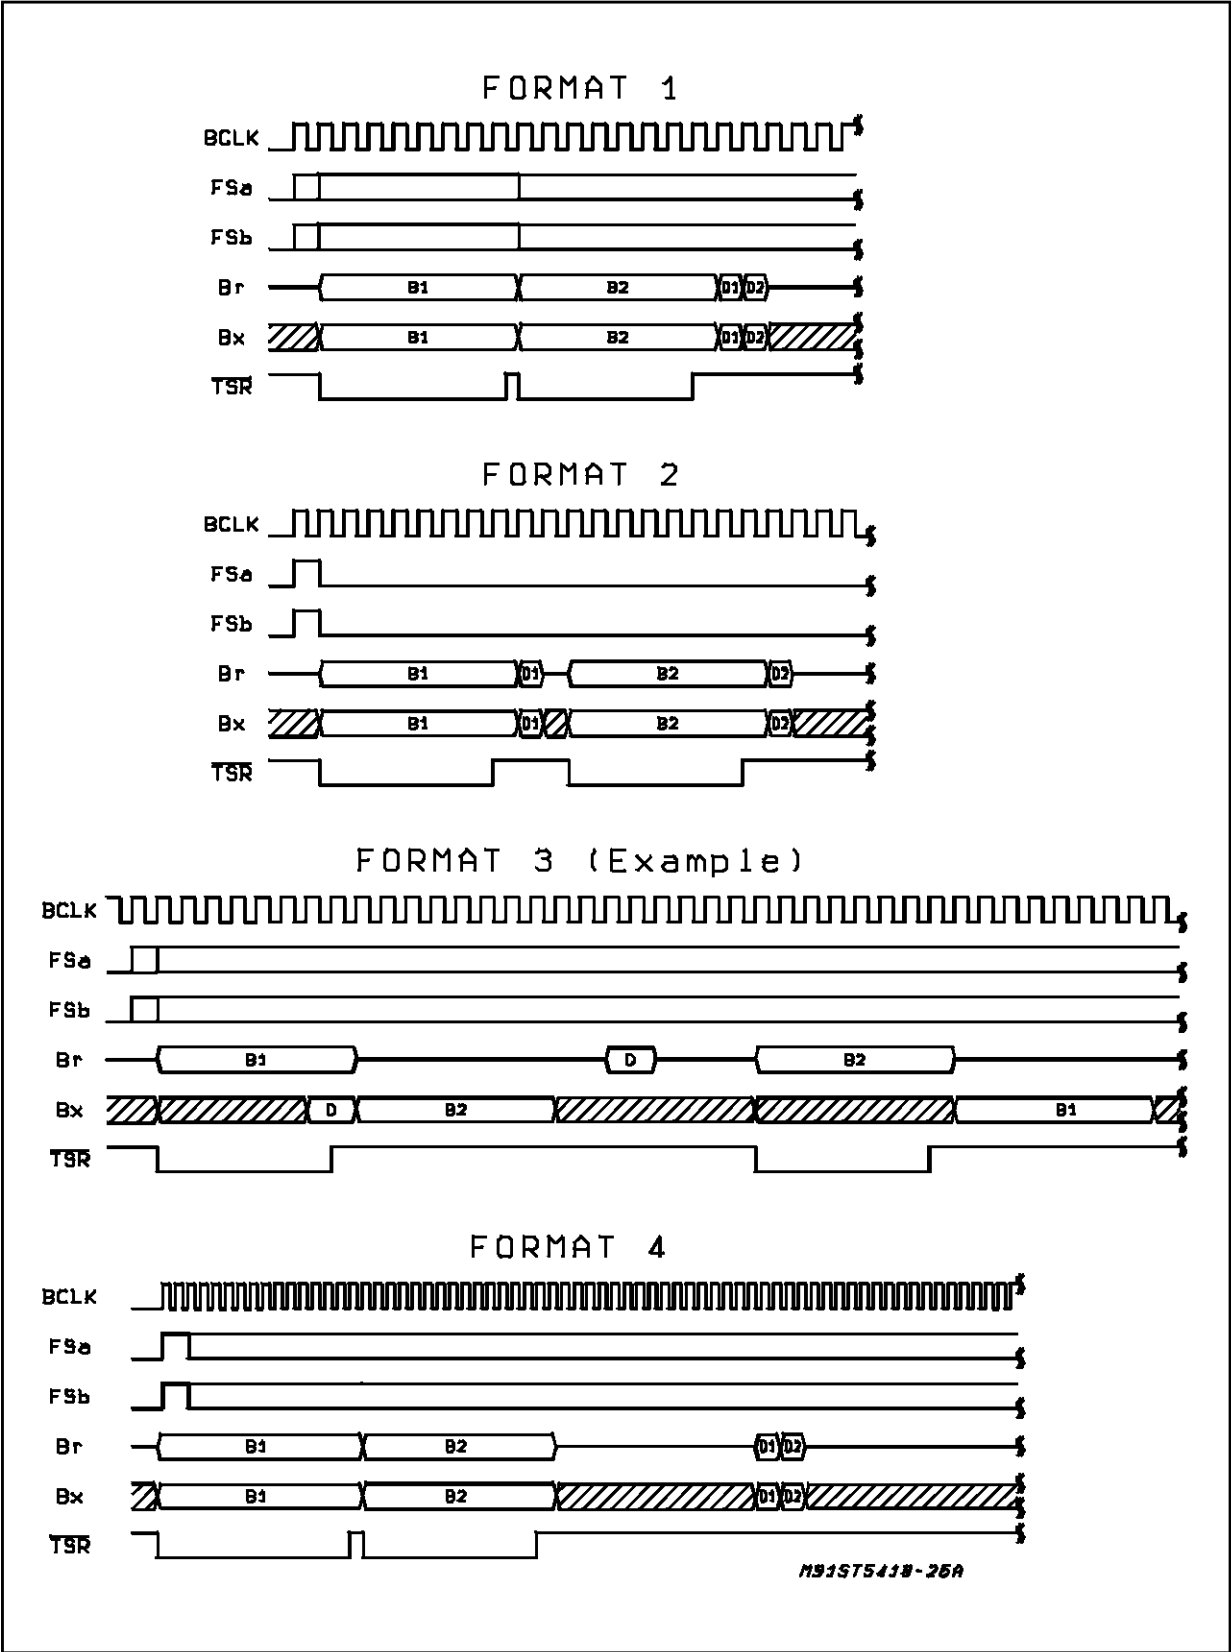 FORMAT 1
BCLK
FSa
FSb
Br B1 B2 D1 D2
Bx B1 B2 D1 D2
TSR
FORMAT 2
BCLK
FSa
FSb
Br B1 D1 B2 D2
Bx B1 D1 B2 D2
TSR
FORMAT 3 (Example)
BCLK
FSa
FSb
Br B1 D B2
Bx D B2 B1
TSR
FORMAT 4
BCLK
FSa
FSb
Br B1 B2 D1 D2
Bx B1 B2 D1 D2
TSR
M91ST5410-26A